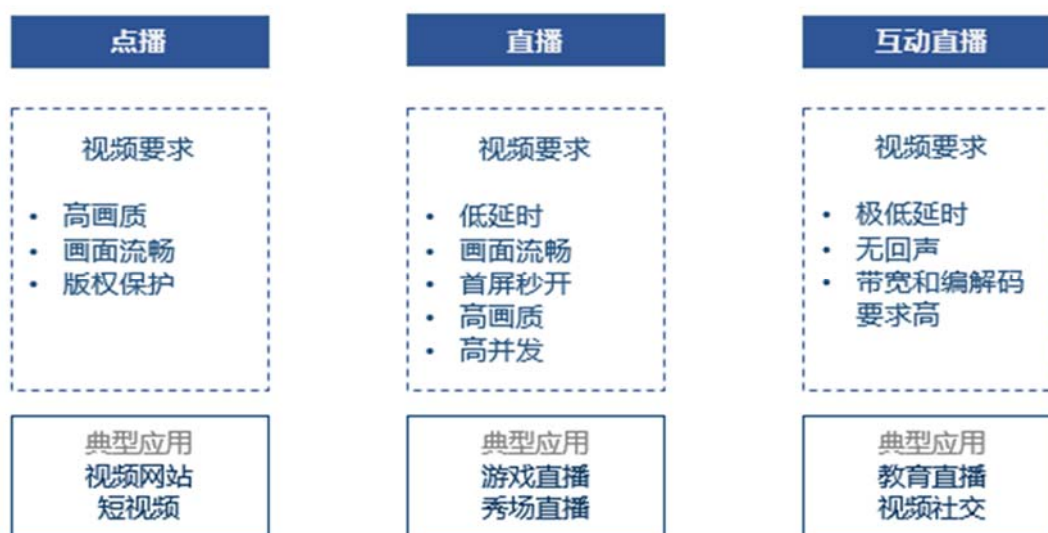 点播
视频要求
• 高画质
• 画面流畅
• 版权保护
典型应用
视频网站
短视频
直播
视频要求
• 低延时
• 画面流畅
• 首屏秒开
• 高画质
• 高并发
典型应用
游戏直播
秀场直播
互动直播
视频要求
• 极低延时
• 无回声
• 带宽和编解码
要求高
典型应用
教育直播
视频社交